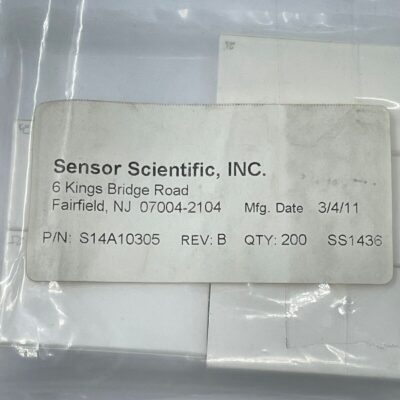 Sensor Scientific, INC.
6 Kings Bridge Road
Fairfield, NJ 07004-2104 Mfg. Date 3/4/11
P/N: S14A10305 REV: B QTY: 200 SS1436